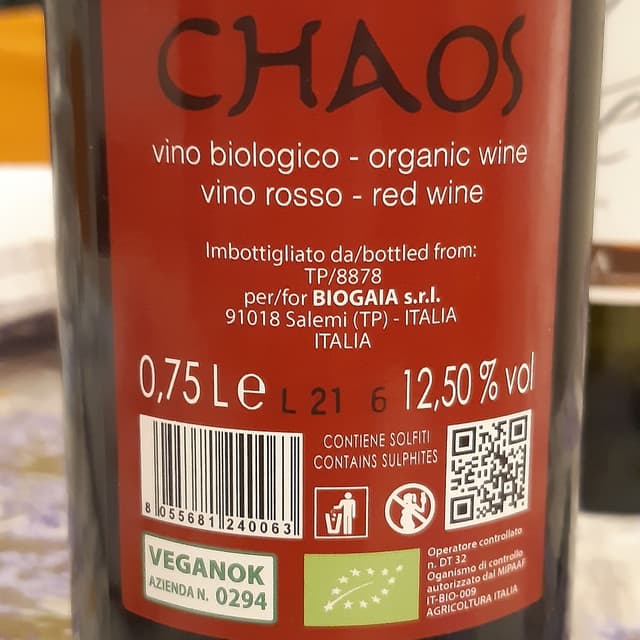 CHAOS
vino biologico - organic wine
vino rosso - red wine
Imbottigliato da/bottled from:
TP/8878
per/for BIOGAIA s.r.l.
91018 Salemi (TP) - ITALIA
ITALIA
0,75 L e L 21 6 12,50 % vol
CONTIENE SOLFITI
CONTAINS SULPHITES
8 055681 240063
VEGANOK
AZIENDA N. 0294
Operatore controllato
n. DT 32
Oganismo di controllo
autorizzato dal MiPAAF
IT-BIO-009
AGRICOLTURA ITALIA